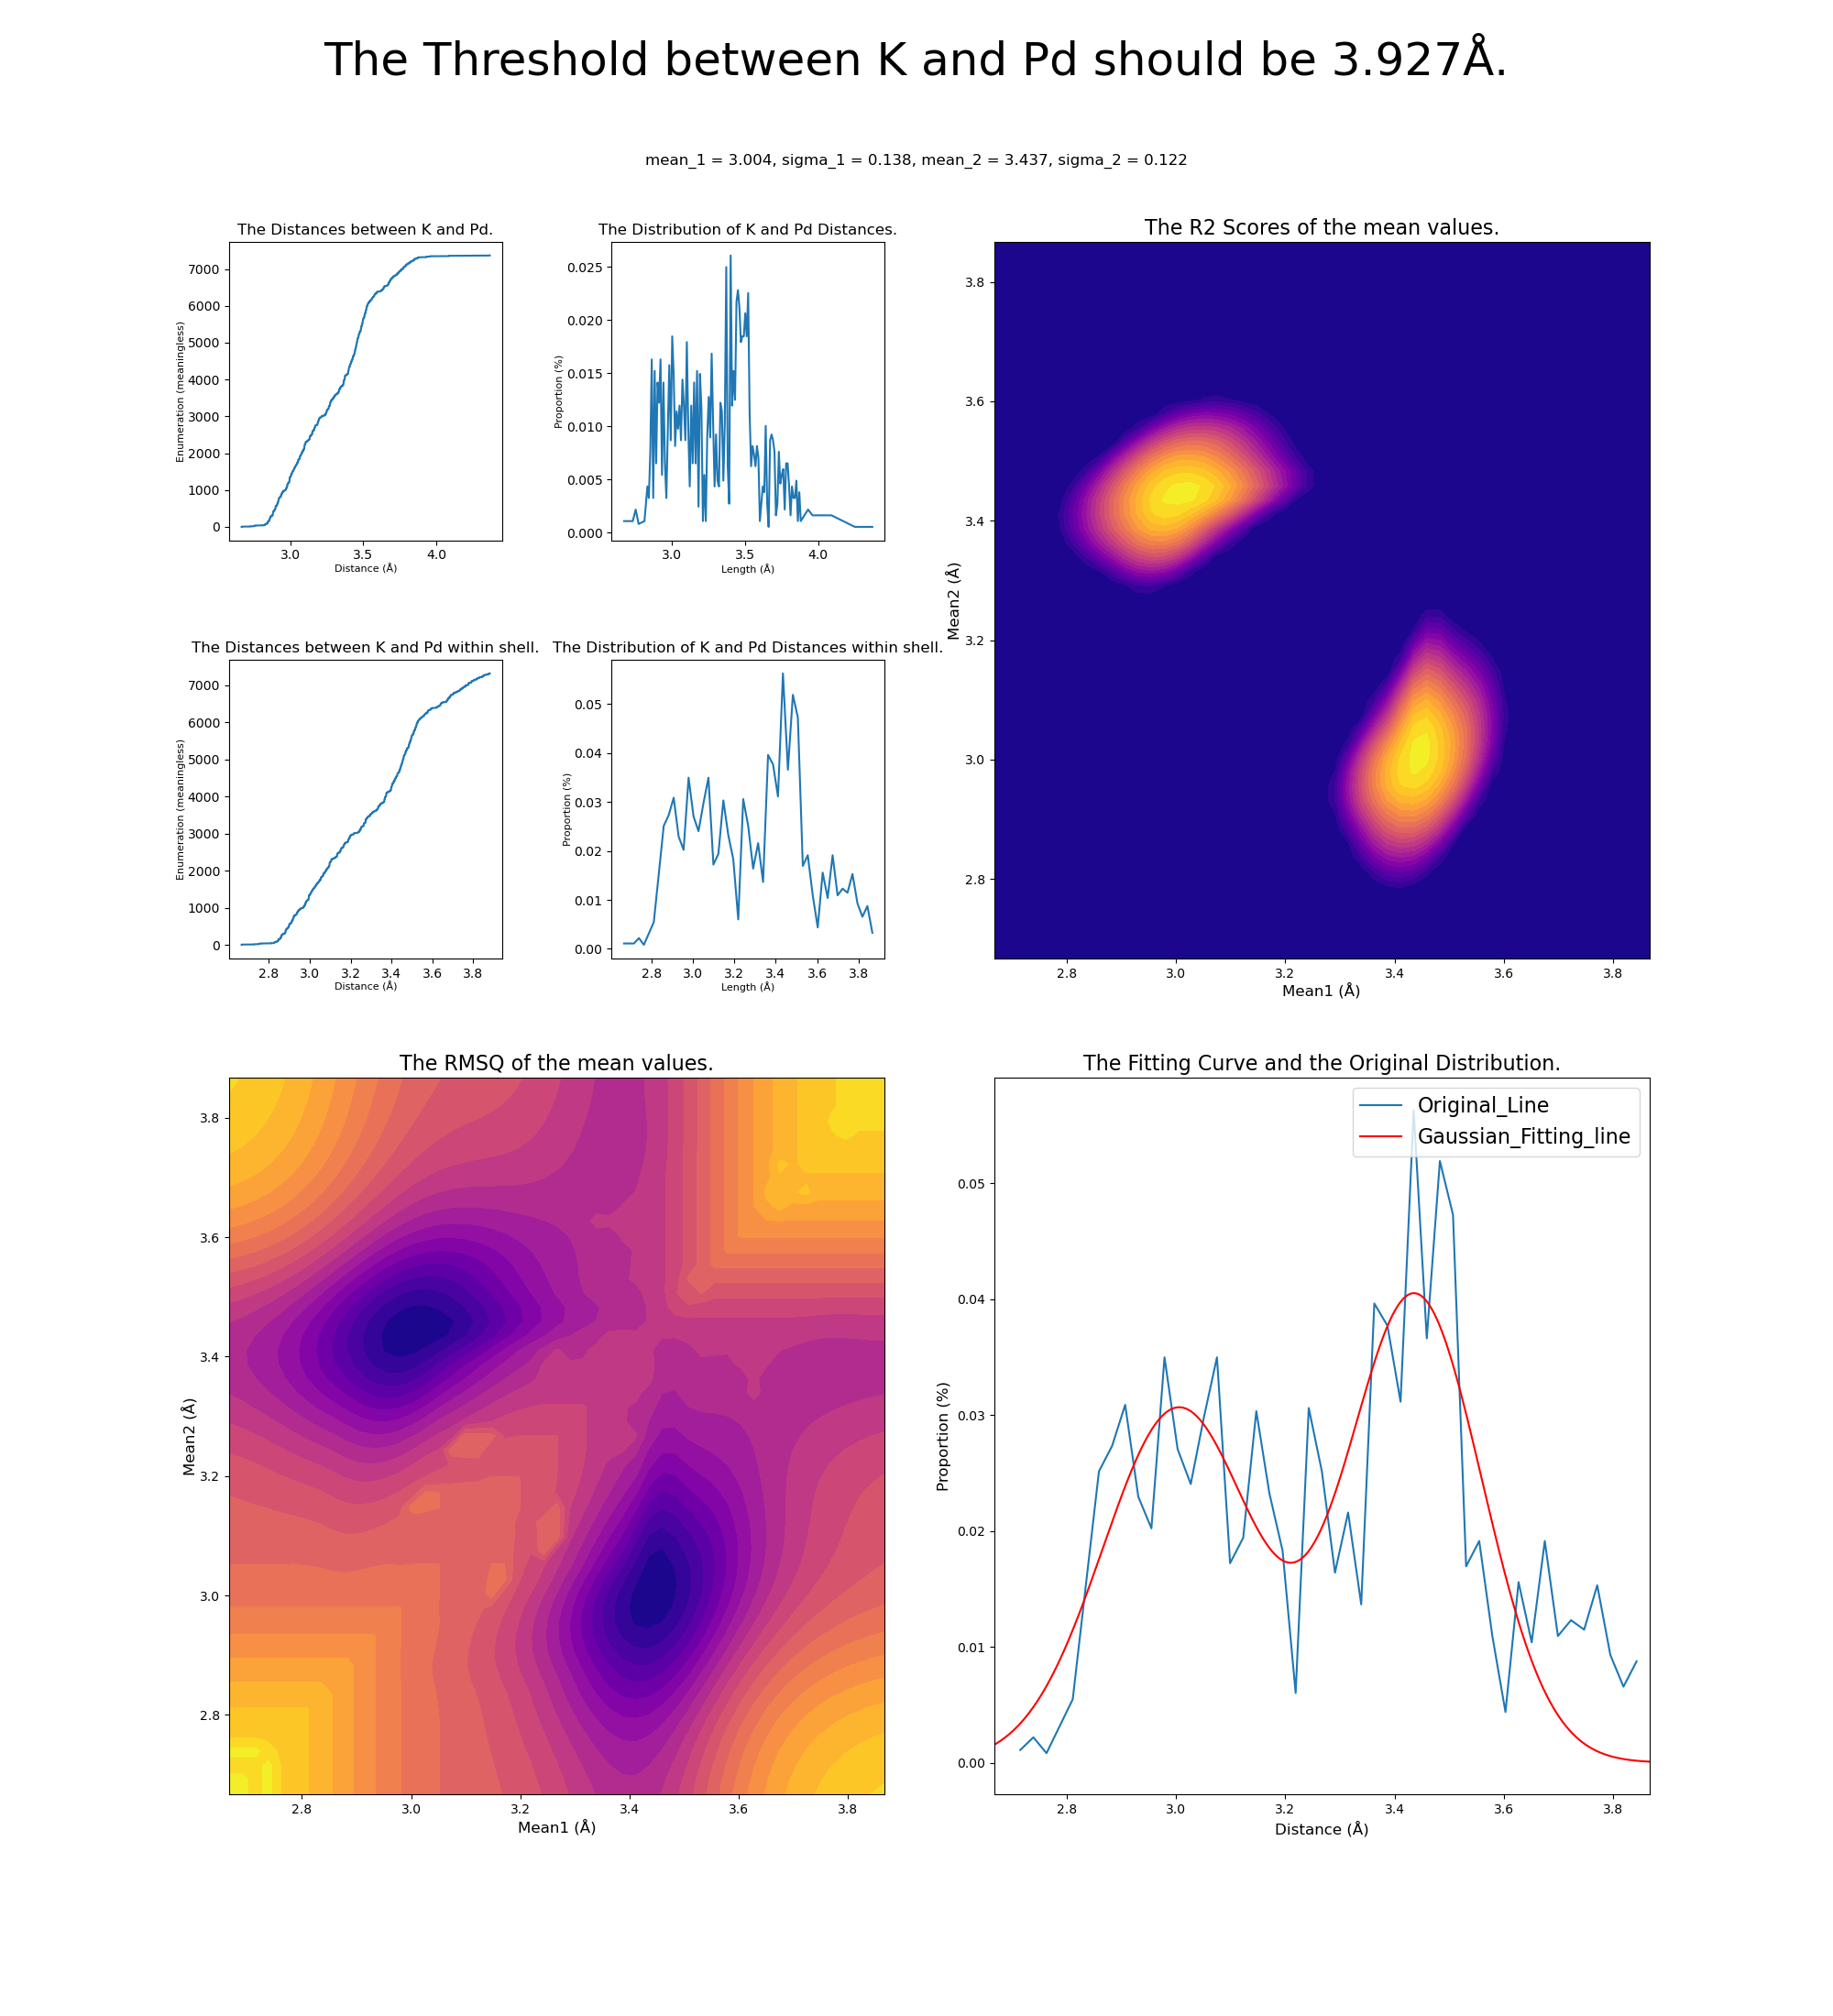 The Threshold between K and Pd should be 3.927Å.
mean_1 = 3.004, sigma_1 = 0.138, mean_2 = 3.437, sigma_2 = 0.122
The Distances between K and Pd.
Enumeration (meaningless)
7000
6000
5000
4000
3000
2000
1000
0
3.0 3.5 4.0
Distance (Å)
The Distribution of K and Pd Distances.
Proportion (%)
0.025
0.020
0.015
0.010
0.005
0.000
3.0 3.5 4.0
Length (Å)
The R2 Scores of the mean values.
Mean2 (Å)
3.8
3.6
3.4
3.2
3.0
2.8
2.8 3.0 3.2 3.4 3.6 3.8
Mean1 (Å)
The Distances between K and Pd within shell.
Enumeration (meaningless)
7000
6000
5000
4000
3000
2000
1000
0
2.8 3.0 3.2 3.4 3.6 3.8
Distance (Å)
The Distribution of K and Pd Distances within shell.
Proportion (%)
0.05
0.04
0.03
0.02
0.01
0.00
2.8 3.0 3.2 3.4 3.6 3.8
Length (Å)
The RMSQ of the mean values.
Mean2 (Å)
3.8
3.6
3.4
3.2
3.0
2.8
2.8 3.0 3.2 3.4 3.6 3.8
Mean1 (Å)
The Fitting Curve and the Original Distribution.
Original_Line
Gaussian_Fitting_line
Proportion (%)
0.05
0.04
0.03
0.02
0.01
0.00
2.8 3.0 3.2 3.4 3.6 3.8
Distance (Å)